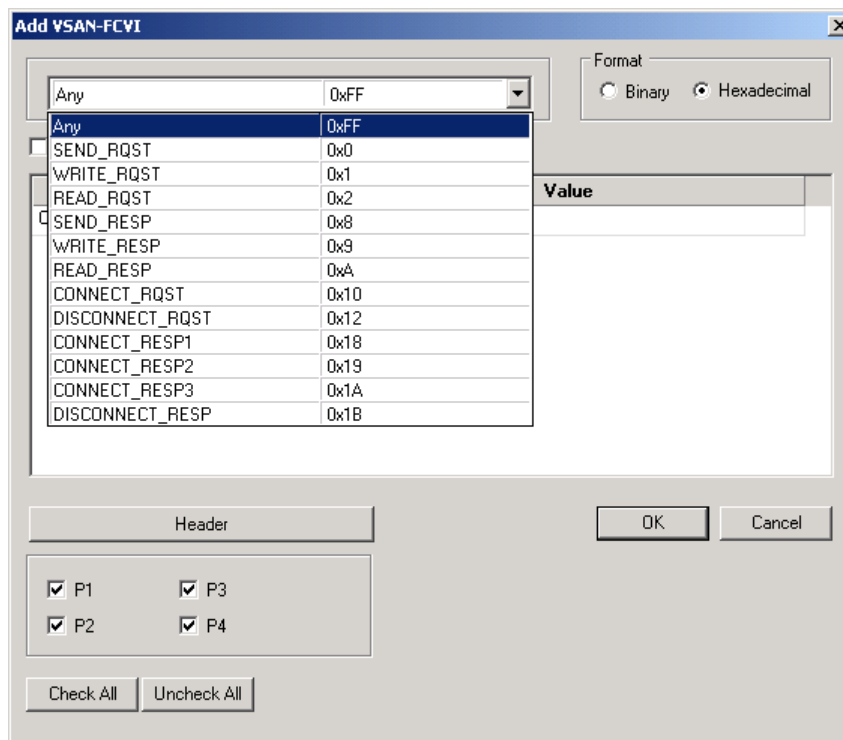 Add VSAN-FCVI
Format
Any 0xFF
Binary Hexadecimal
Any 0xFF
SEND_RQST 0x0
WRITE_RQST 0x1
READ_RQST 0x2
Value
SEND_RESP 0x8
WRITE_RESP 0x9
READ_RESP 0xA
CONNECT_RQST 0x10
DISCONNECT_RQST 0x12
CONNECT_RESP1 0x18
CONNECT_RESP2 0x19
CONNECT_RESP3 0x1A
DISCONNECT_RESP 0x1B
Header
OK Cancel
P1 P3
P2 P4
Check All Uncheck All